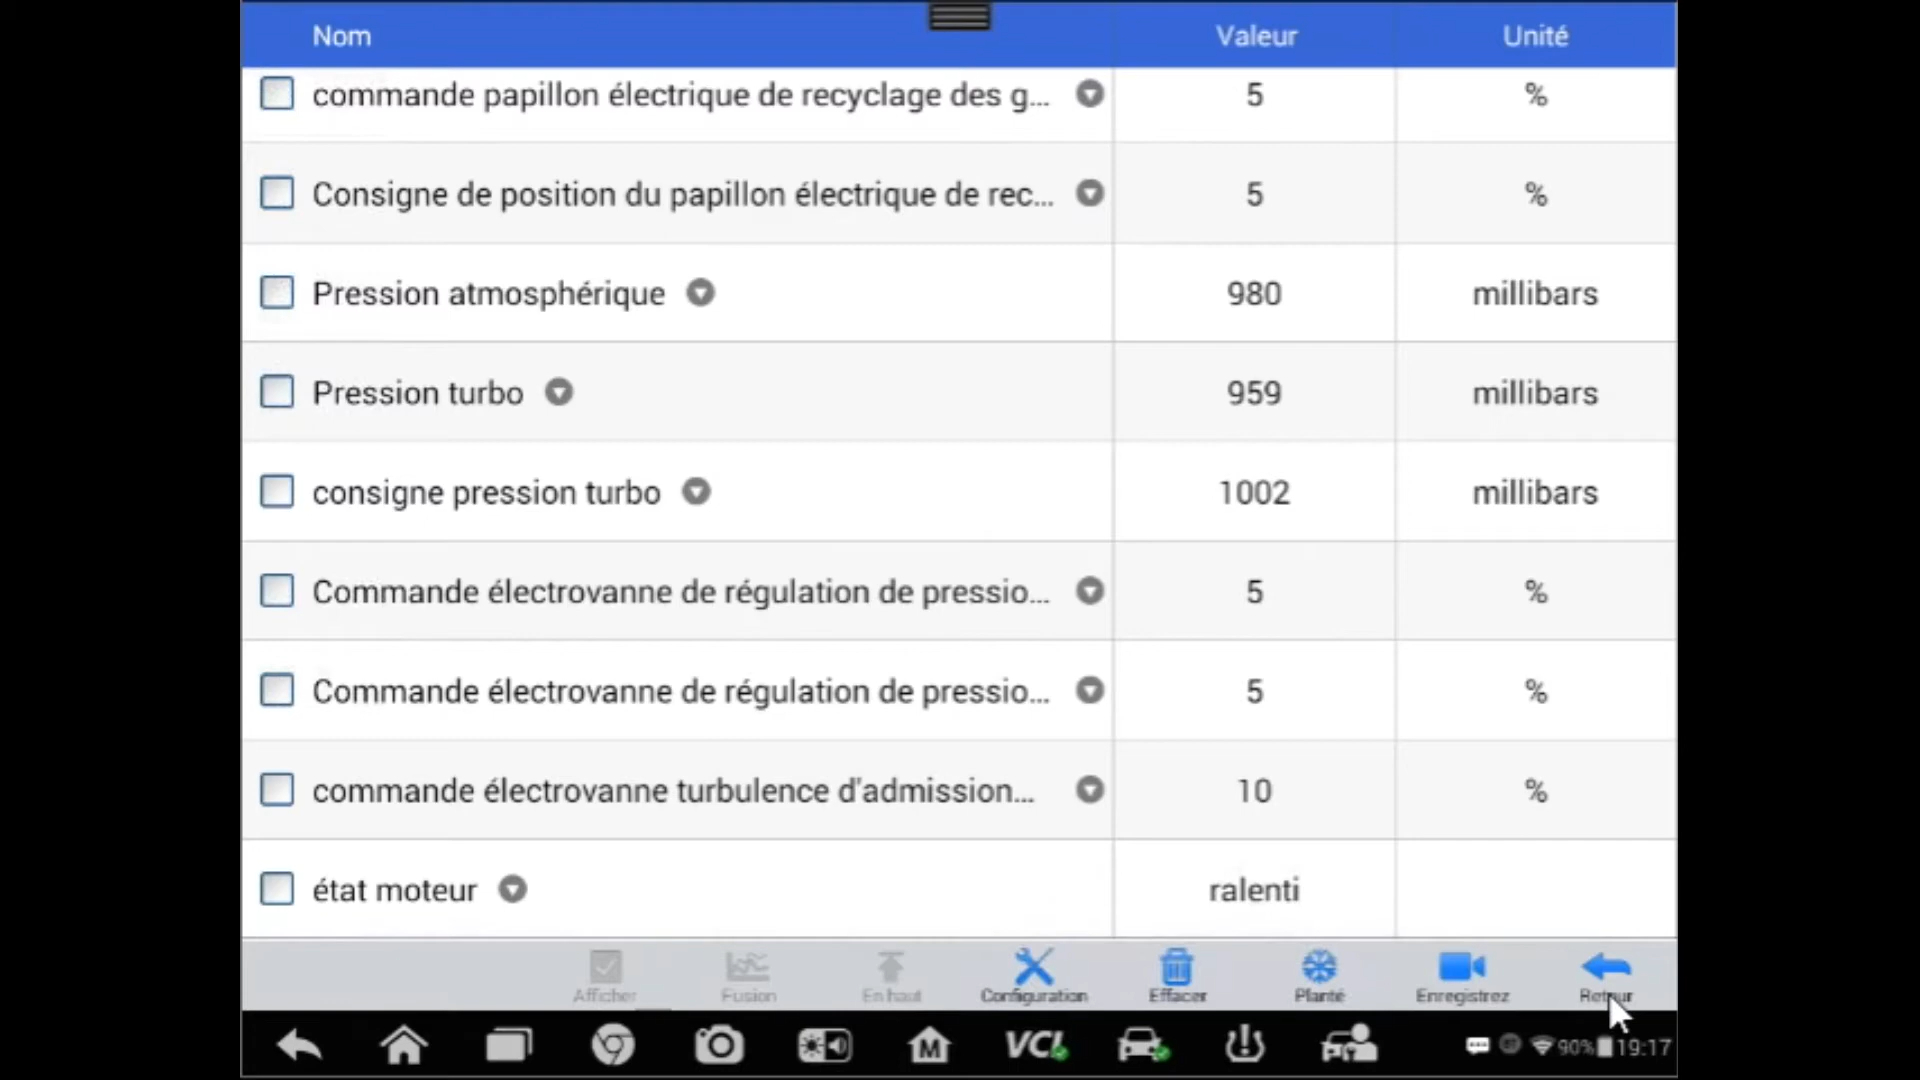 Nom Valeur Unité
commande papillon électrique de recyclage des g... 5 %
Consigne de position du papillon électrique de rec... 5 %
Pression atmosphérique 980 millibars
Pression turbo 959 millibars
consigne pression turbo 1002 millibars
Commande électrovanne de régulation de pressio... 5 %
Commande électrovanne de régulation de pressio... 5 %
commande électrovanne turbulence d'admission... 10 %
état moteur ralenti
Afficher Fusion En haut Configuration Effacer Planté Enregistrez Retour
M VCI 90% 19:17